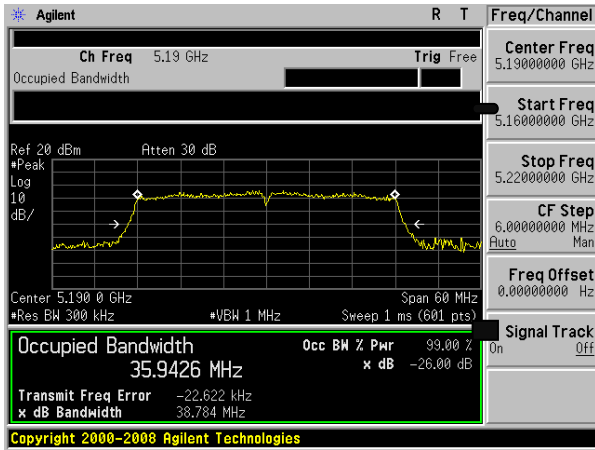 Agilent R T Freq/Channel
Ch Freq 5.19 GHz Trig Free
Occupied Bandwidth
Center Freq
5.19000000 GHz
Start Freq
5.16000000 GHz
Stop Freq
5.22000000 GHz
CF Step
6.00000000 MHz
Auto Man
Freq Offset
0.00000000 Hz
Signal Track
On Off
Ref 20 dBm Atten 30 dB
#Peak
Log
10
dB/
Center 5.190 0 GHz Span 60 MHz
#Res BW 300 kHz #VBW 1 MHz Sweep 1 ms (601 pts)
Occupied Bandwidth Occ BW % Pwr 99.00 %
35.9426 MHz x dB -26.00 dB
Transmit Freq Error -22.622 kHz
x dB Bandwidth 38.784 MHz
Copyright 2000-2008 Agilent Technologies